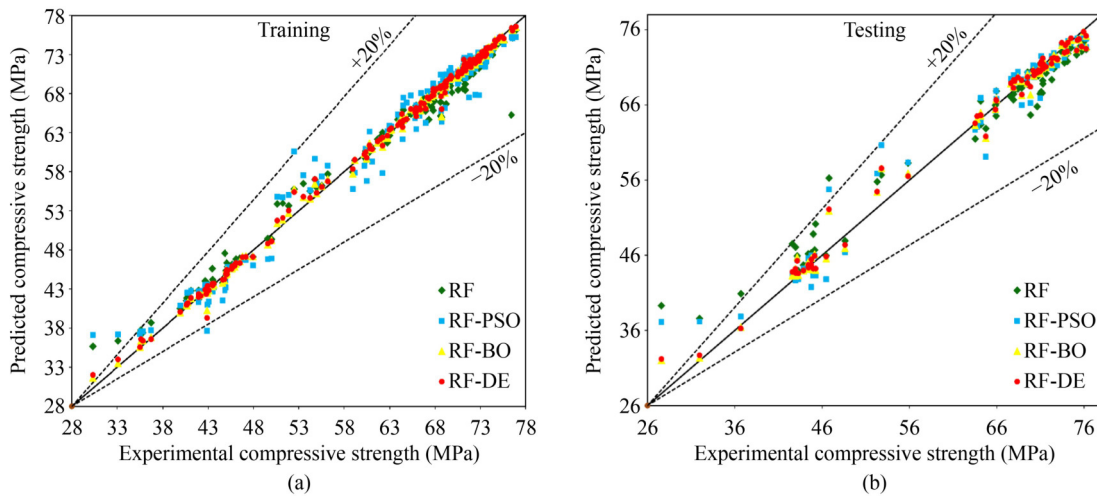 Predicted compressive strength (MPa)
78
73
68
63
58
53
48
43
38
33
28
Training
+20%
−20%
RF
RF-PSO
RF-BO
RF-DE
28 33 38 43 48 53 58 63 68 73 78
Experimental compressive strength (MPa)
(a)
Predicted compressive strength (MPa)
76
66
56
46
36
26
Testing
+20%
−20%
RF
RF-PSO
RF-BO
RF-DE
26 36 46 56 66 76
Experimental compressive strength (MPa)
(b)